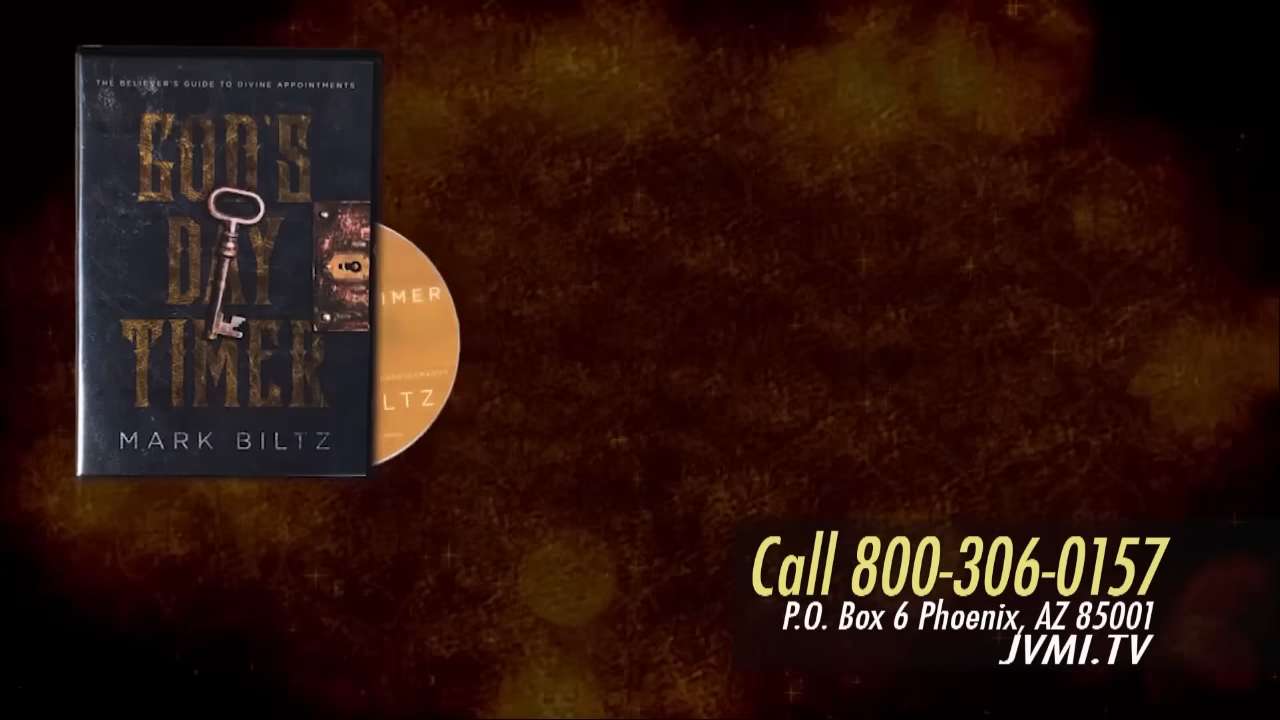 THE BELIEVER'S GUIDE TO DIVINE APPOINTMENTS
GOD'S
DAY
TIMER
MARK BILTZ
IMER
LTZ
Call 800-306-0157
P.O. Box 6 Phoenix, AZ 85001
JVMI.TV